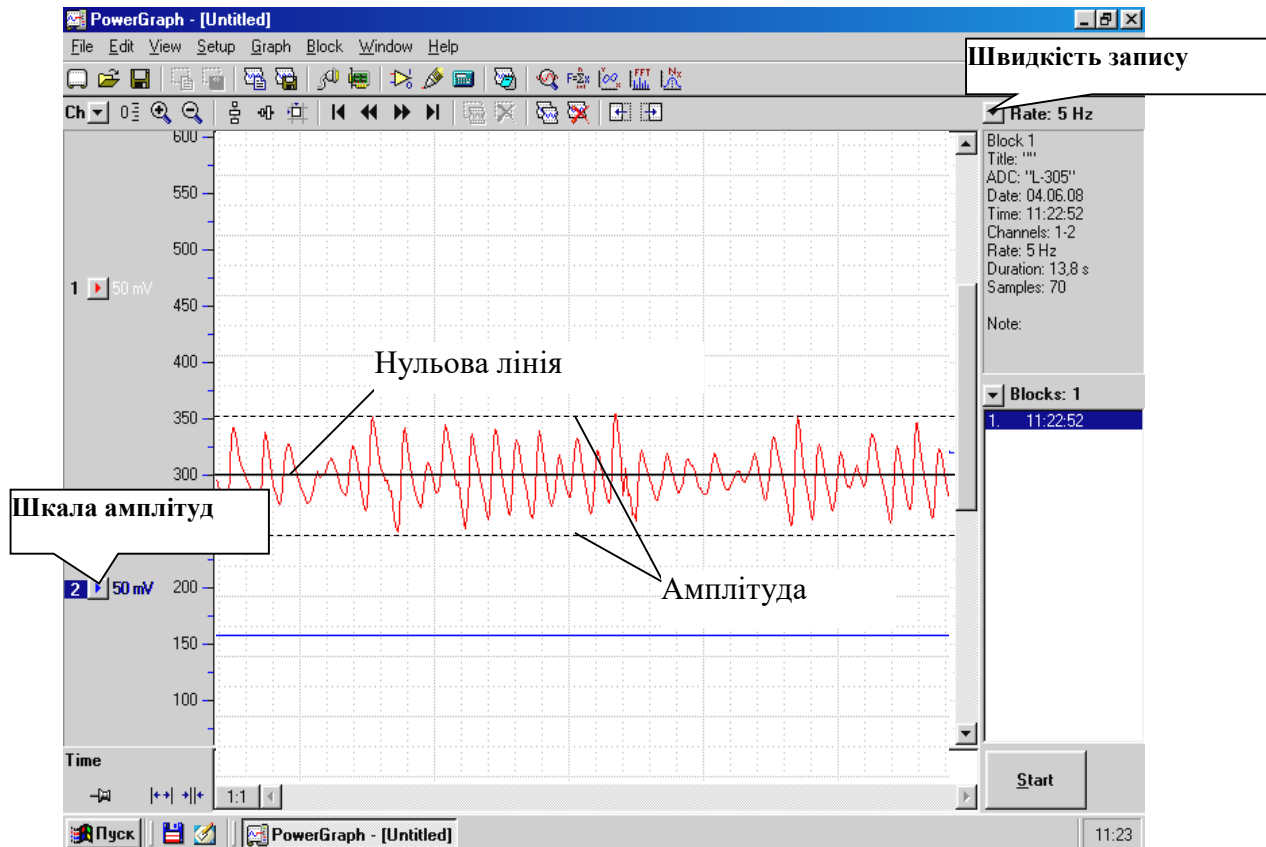 PowerGraph - [Untitled]
File Edit View Setup Graph Block Window Help
Швидкість запису
Ch
Rate: 5 Hz
Block 1
Title: ""
ADC: "L-305"
Date: 04.06.08
Time: 11:22:52
Channels: 1-2
Rate: 5 Hz
Duration: 13,8 s
Samples: 70
Note:
Blocks: 1
1. 11:22:52
600
550
500
1 50 mV
450
400
Нульова лінія
350
300
Шкала амплітуд
2 50 mV 200
Амплітуда
150
100
Time
1:1
Start
Пуск
PowerGraph - [Untitled]
11:23